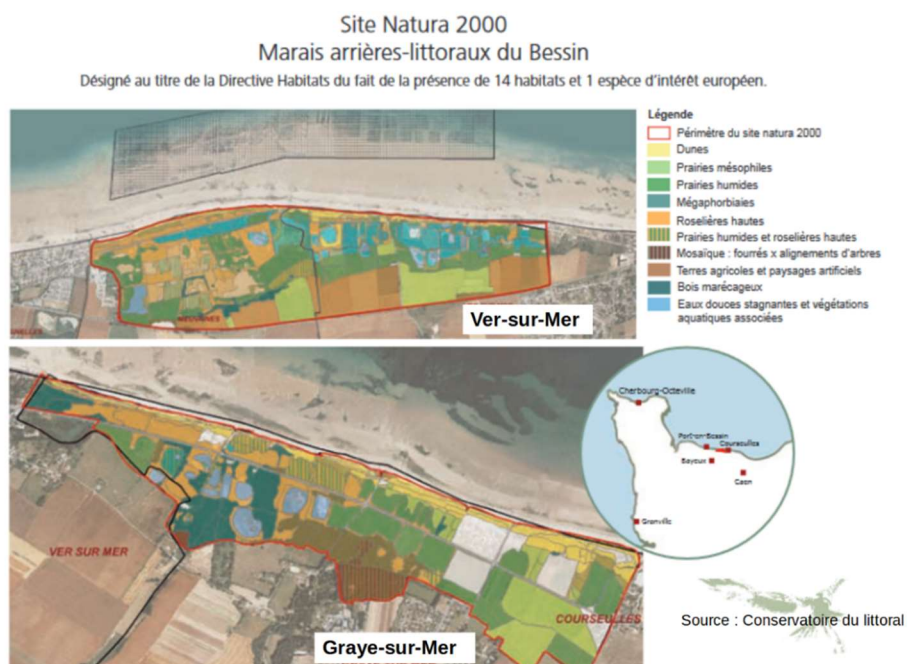 Site Natura 2000
Marais arrières-littoraux du Bessin
Désigné au titre de la Directive Habitats du fait de la présence de 14 habitats et 1 espèce d'intérêt européen.
Légende
Périmètre du site natura 2000
Dunes
Prairies mésophiles
Prairies humides
Mégaphorbiaies
Roselières hautes
Prairies humides et roselières hautes
Mosaïque : fourrés x alignements d'arbres
Terres agricoles et paysages artificiels
Bois marécageux
Eaux douces stagnantes et végétations
aquatiques associées
Ver-sur-Mer
Cherbourg-Octeville
Port-en-Bessin
Courseulles
Bayeux
Caen
Granville
VER SUR MER
COURSEULLES
Source : Conservatoire du littoral
Graye-sur-Mer